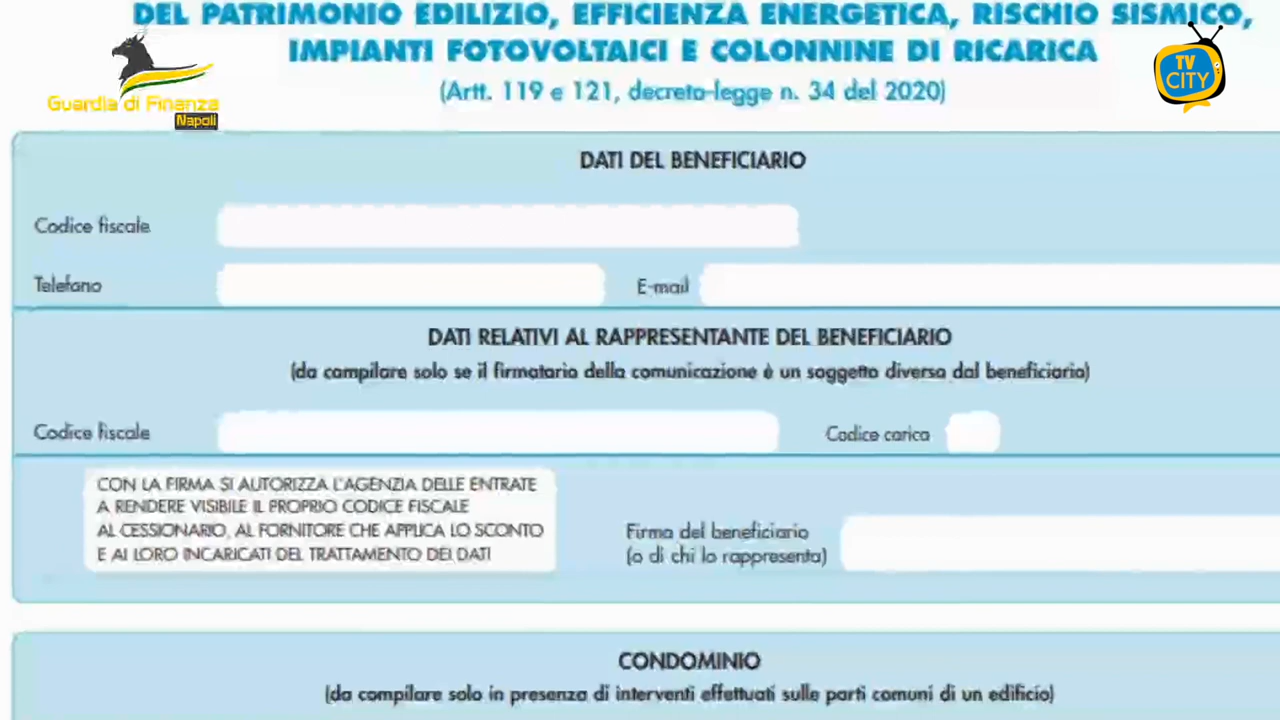 DEL PATRIMONIO EDILIZIO, EFFICIENZA ENERGETICA, RISCHIO SISMICO,
IMPIANTI FOTOVOLTAICI E COLONNINE DI RICARICA
(Artt. 119 e 121, decreto-legge n. 34 del 2020)
Guardia di Finanza
Napoli
TV
CITY
DATI DEL BENEFICIARIO
Codice fiscale
Telefono
E-mail
DATI RELATIVI AL RAPPRESENTANTE DEL BENEFICIARIO
(da compilare solo se il firmatario della comunicazione è un soggetto diverso dal beneficiario)
Codice fiscale
Codice carica
CON LA FIRMA SI AUTORIZZA L'AGENZIA DELLE ENTRATE
A RENDERE VISIBILE IL PROPRIO CODICE FISCALE
AL CESSIONARIO, AL FORNITORE CHE APPLICA LO SCONTO
E AI LORO INCARICATI DEL TRATTAMENTO DEI DATI
Firma del beneficiario
(o di chi lo rappresenta)
CONDOMINIO
(da compilare solo in presenza di interventi effettuati sulle parti comuni di un edificio)